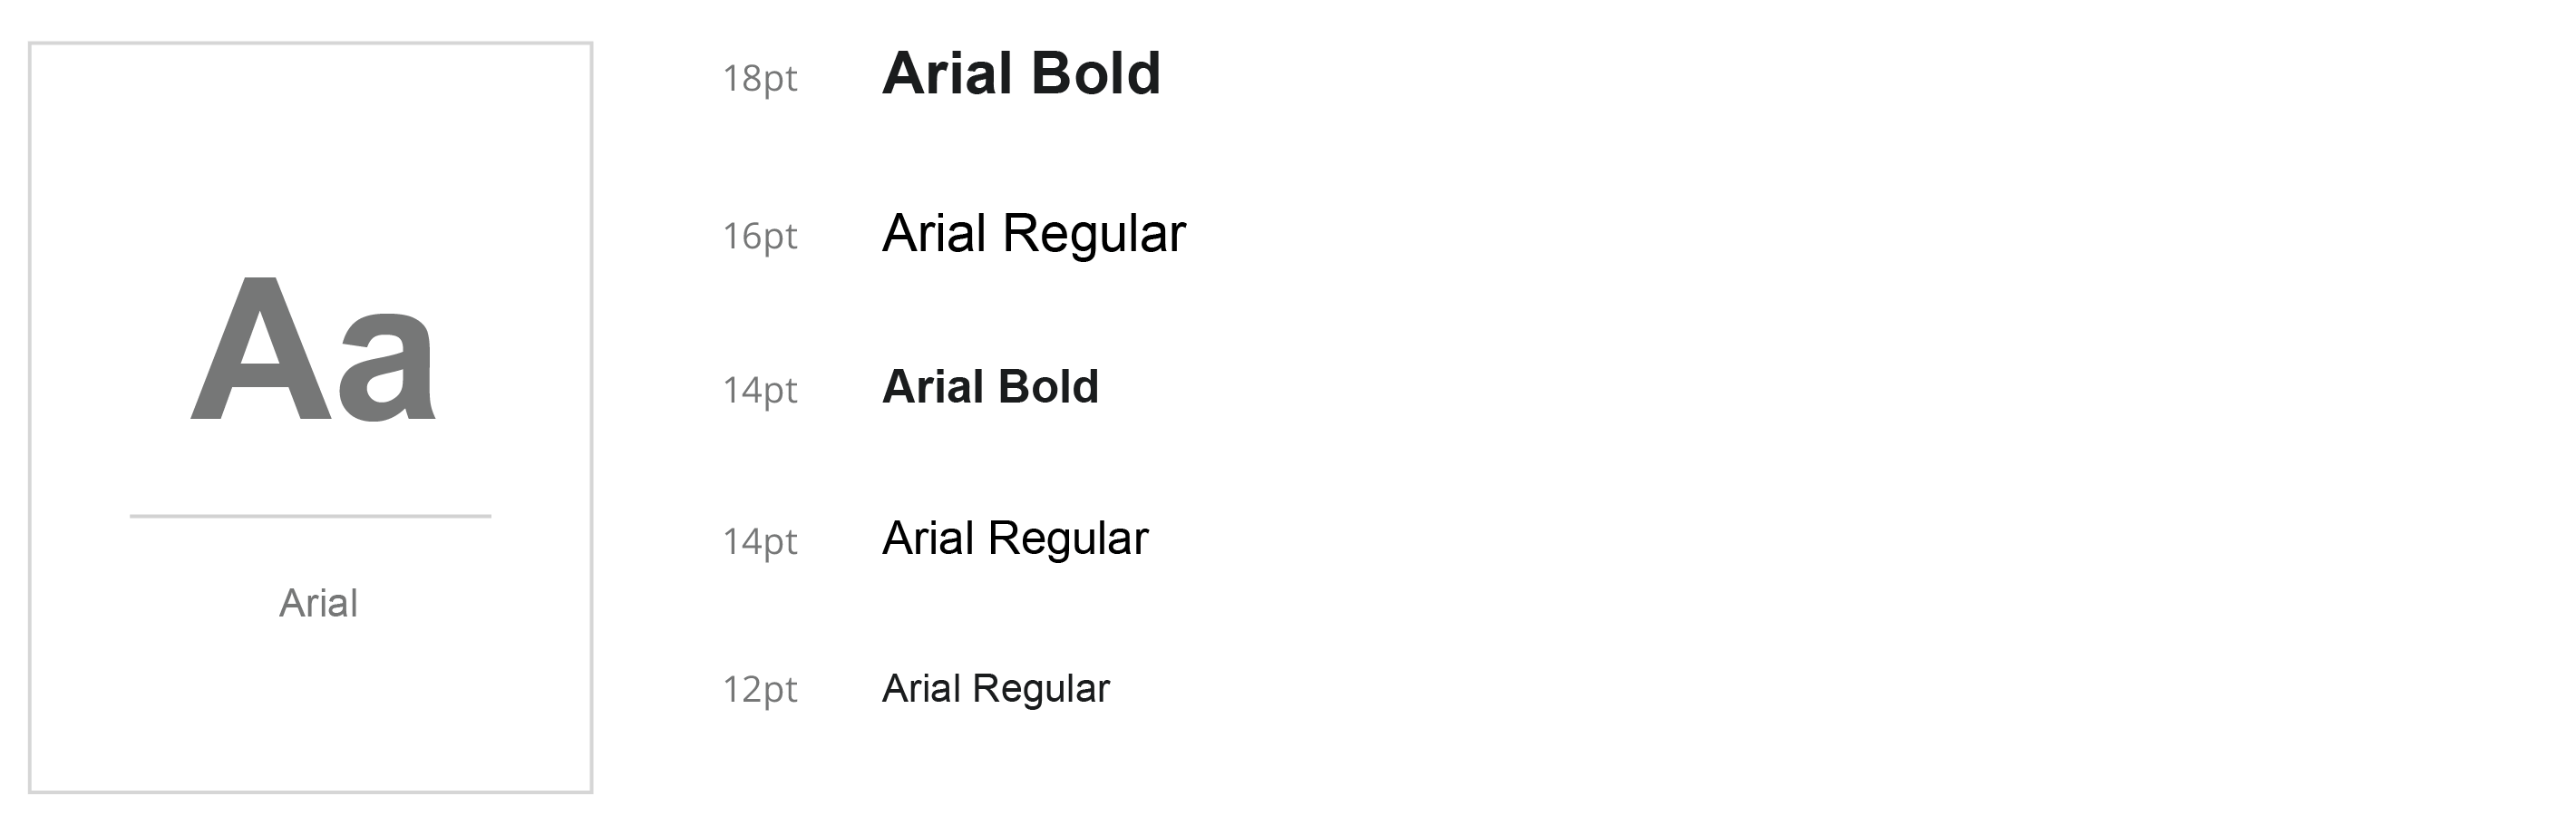 Aa
Arial
18pt Arial Bold
16pt Arial Regular
14pt Arial Bold
14pt Arial Regular
12pt Arial Regular